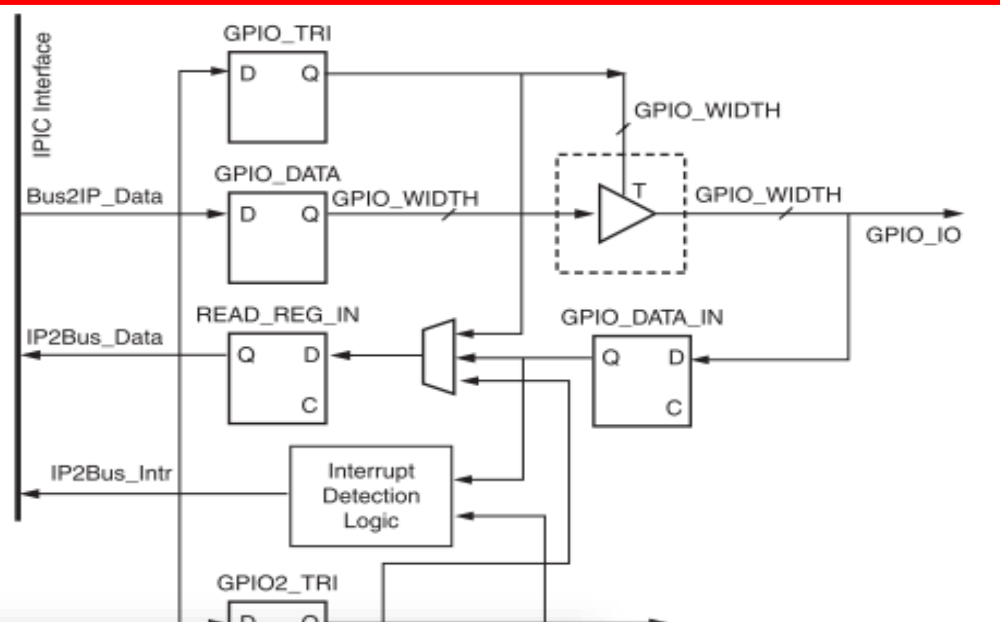 GPIO_TRI
IPIC Interface
D Q
GPIO_WIDTH
GPIO_DATA
T
Bus2IP_Data
D Q
GPIO_WIDTH
GPIO_WIDTH
GPIO_IO
READ_REG_IN
GPIO_DATA_IN
IP2Bus_Data
Q D
C
Q D
C
IP2Bus_Intr
Interrupt
Detection
Logic
GPIO2_TRI
D Q